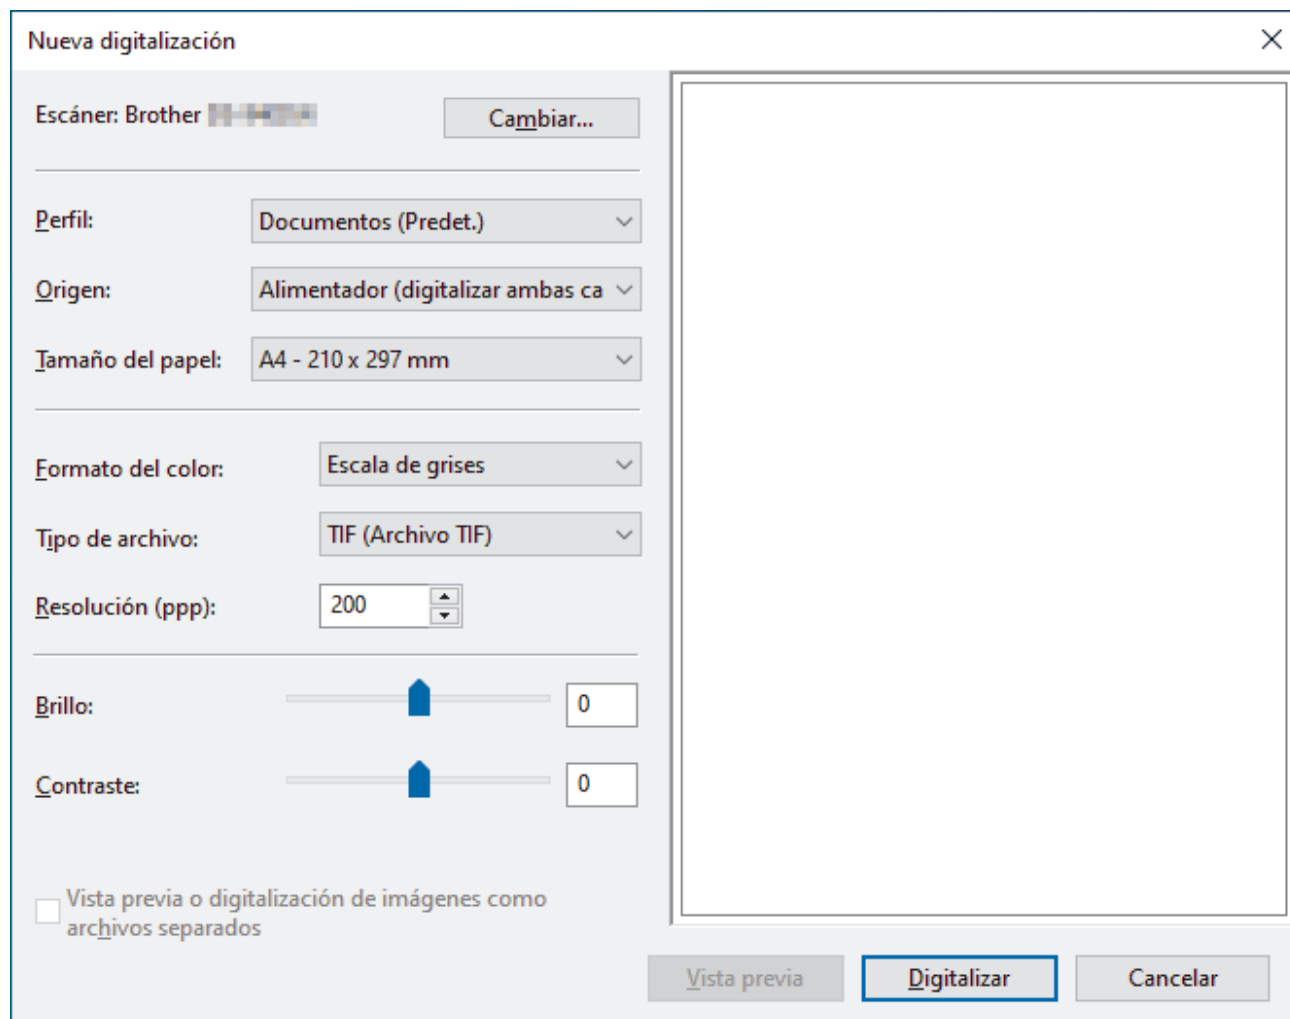 Nueva digitalización
Escáner: Brother
Cambiar...
Perfil:
Documentos (Predet.)
Origen:
Alimentador (digitalizar ambas ca
Tamaño del papel:
A4 - 210 x 297 mm
Formato del color:
Escala de grises
Tipo de archivo:
TIF (Archivo TIF)
Resolución (ppp):
200
Brillo:
0
Contraste:
0
Vista previa o digitalización de imágenes como
archivos separados
Vista previa
Digitalizar
Cancelar